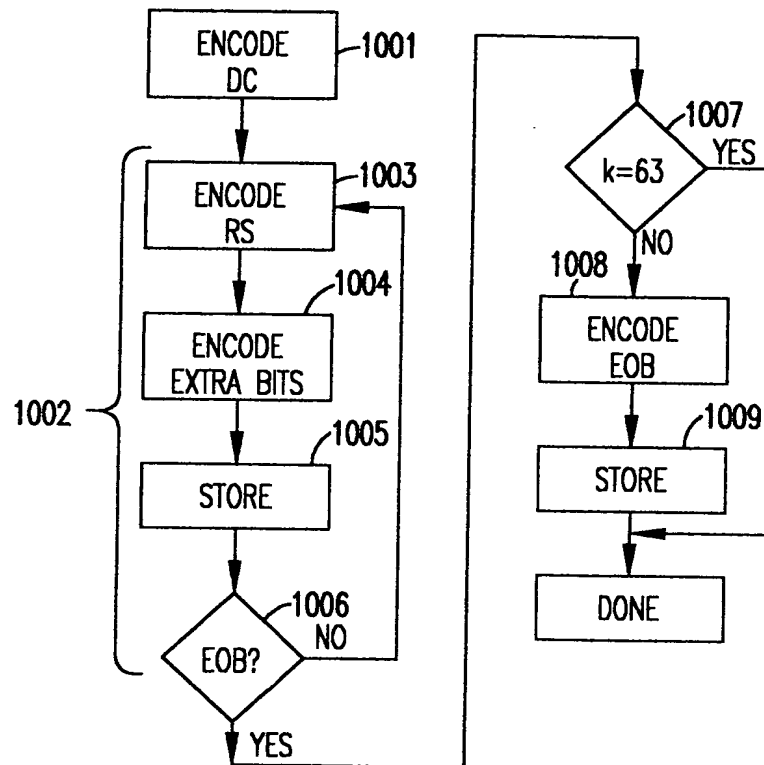 ENCODE
DC
1001
1002
ENCODE
RS
1003
ENCODE
EXTRA BITS
1004
STORE
1005
EOB?
1006
NO
YES
k=63
1007
YES
NO
1008
ENCODE
EOB
1009
STORE
DONE